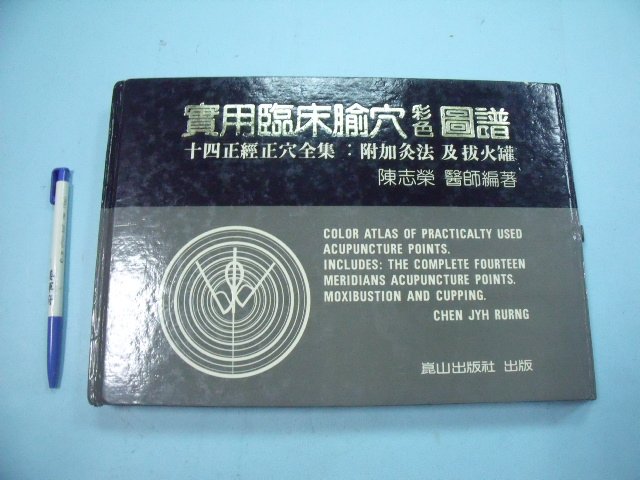 實用臨床腧穴彩色圖譜
十四正經正穴全集：附加灸法 及 拔火罐
陳志榮 醫師編著
COLOR ATLAS OF PRACTICALTY USED
ACUPUNCTURE POINTS.
INCLUDES: THE COMPLETE FOURTEEN
MERIDIANS ACUPUNCTURE POINTS.
MOXIBUSTION AND CUPPING.
CHEN JYH RURNG
崑山出版社 出版